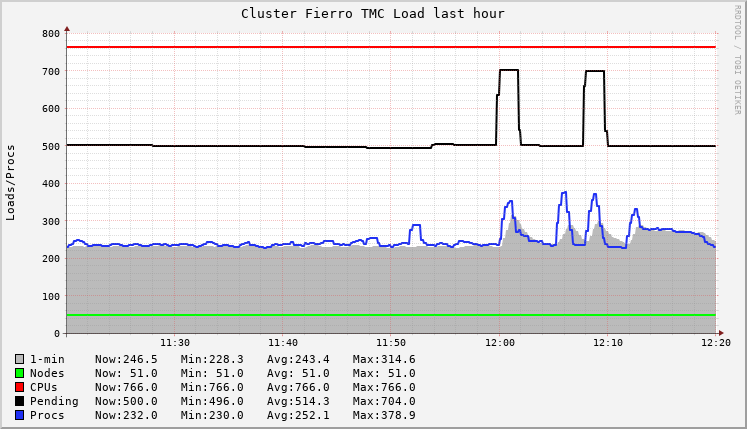 Cluster Fierro TMC Load last hour
RRDTOOL / TOBI OETIKER
Loads/Procs
800
700
600
500
400
300
200
100
0
11:30 11:40 11:50 12:00 12:10 12:20
1-min Now:246.5 Min:228.3 Avg:243.4 Max:314.6
Nodes Now: 51.0 Min: 51.0 Avg: 51.0 Max: 51.0
CPUs Now:766.0 Min:766.0 Avg:766.0 Max:766.0
Pending Now:500.0 Min:496.0 Avg:514.3 Max:704.0
Procs Now:232.0 Min:230.0 Avg:252.1 Max:378.9